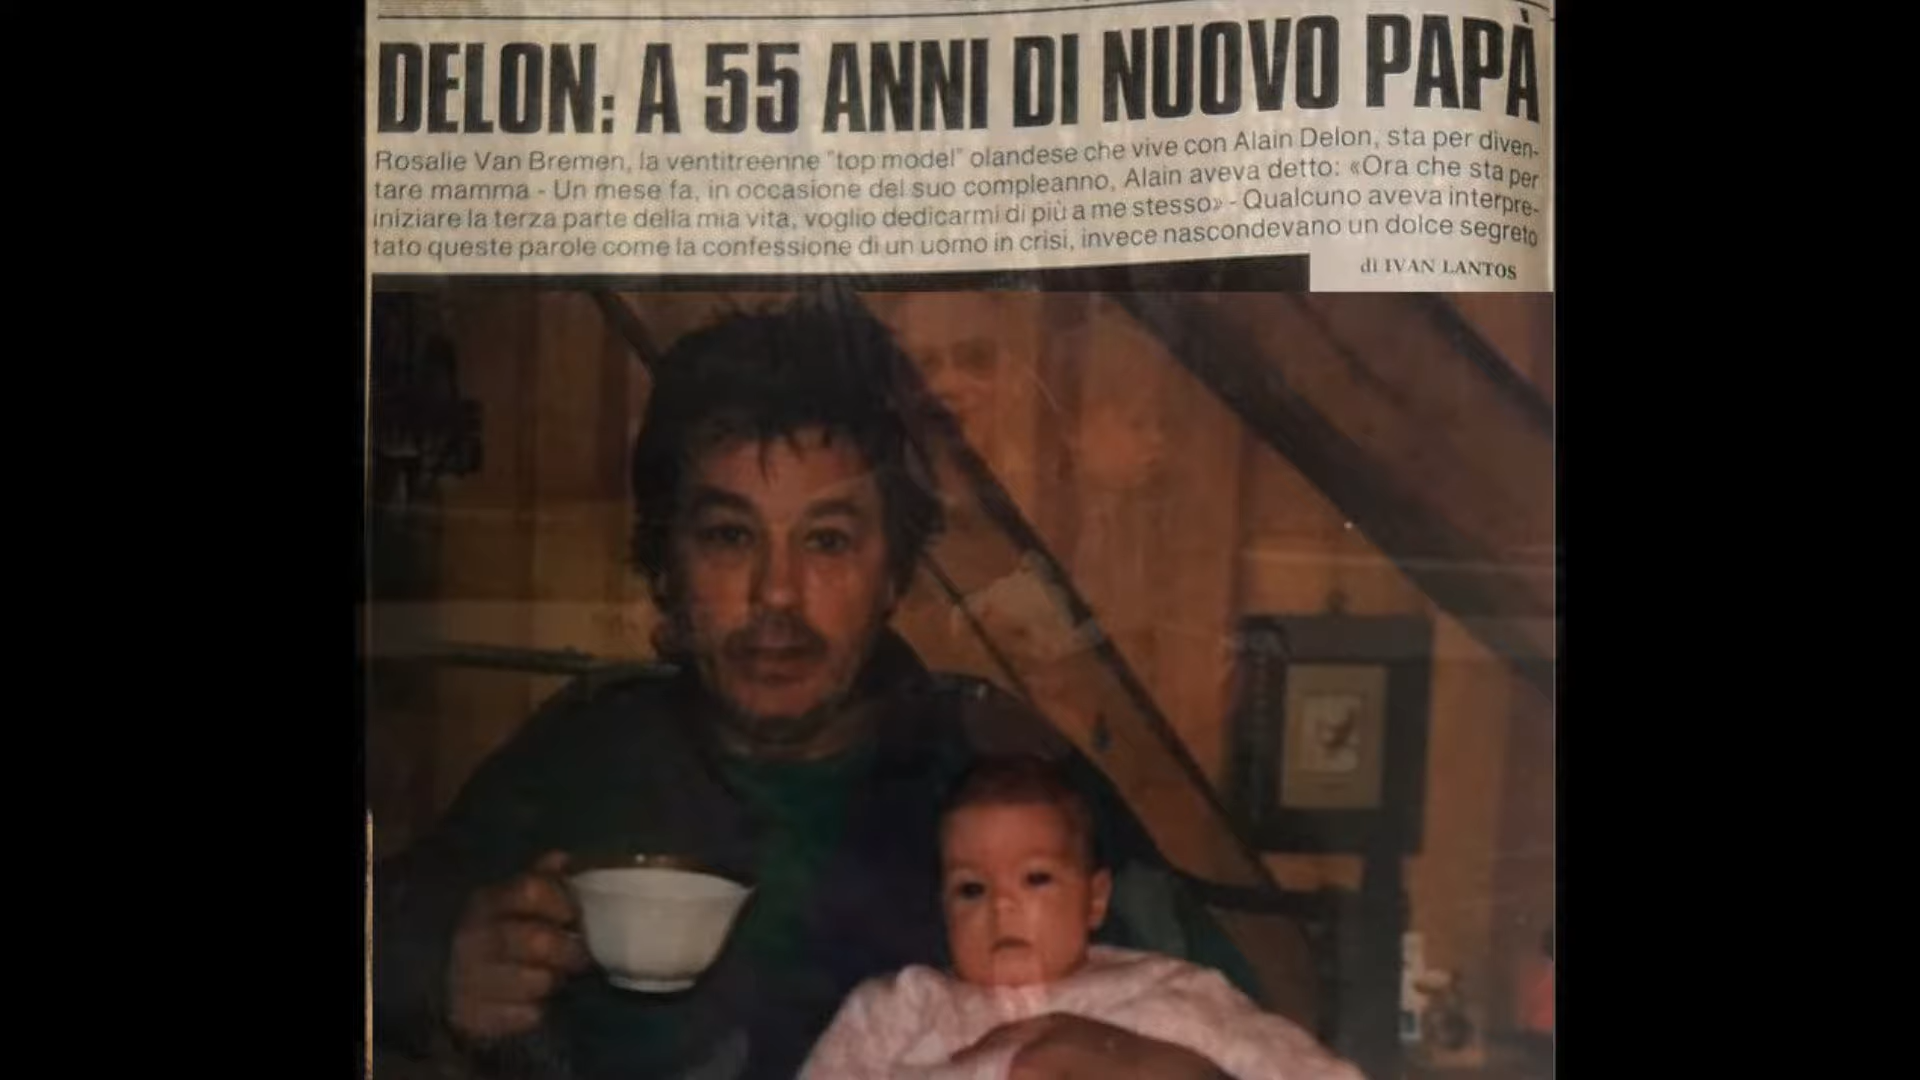 DELON: A 55 ANNI DI NUOVO PAPÀ
Rosalie Van Bremen, la ventitreenne "top model" olandese che vive con Alain Delon, sta per diven-
tare mamma - Un mese fa, in occasione del suo compleanno, Alain aveva detto: «Ora che sta per
iniziare la terza parte della mia vita, voglio dedicarmi di più a me stesso» - Qualcuno aveva interpre-
tato queste parole come la confessione di un uomo in crisi, invece nascondevano un dolce segreto
di IVAN LANTOS